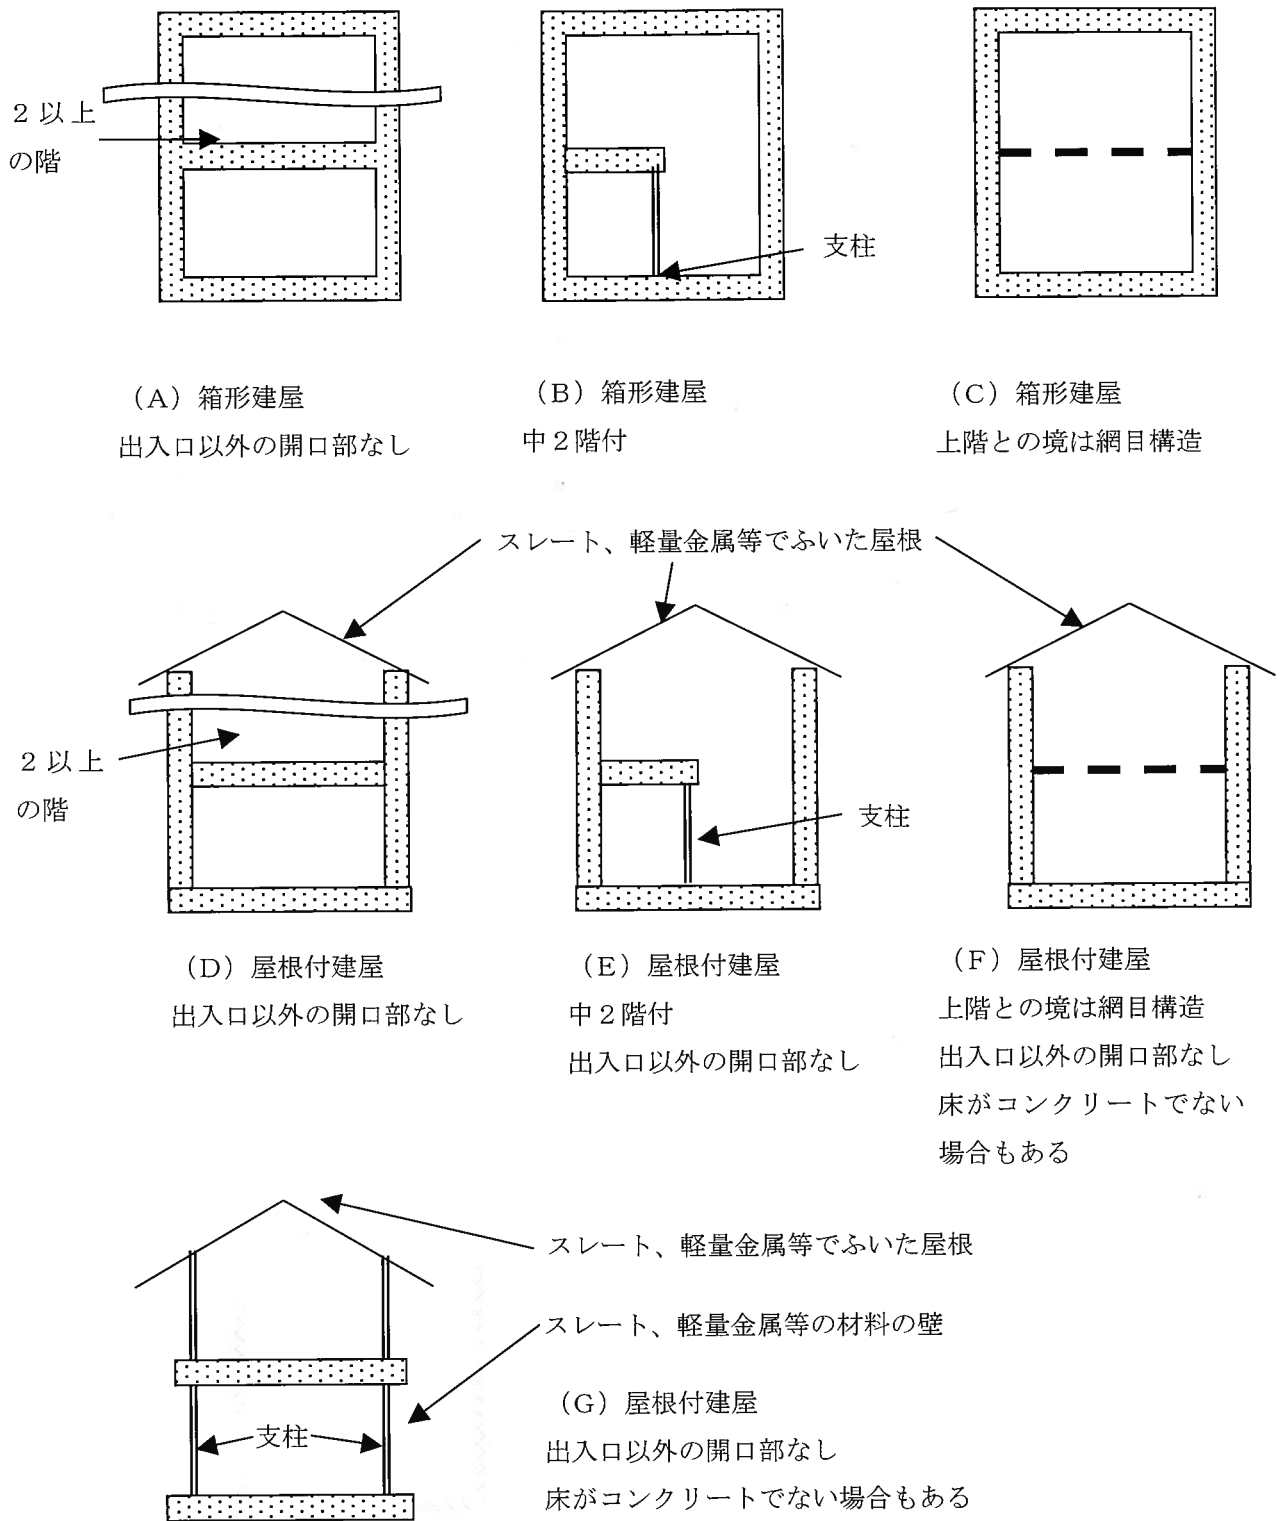 2以上
の階
支柱
(A)箱形建屋
出入口以外の開口部なし
(B)箱形建屋
中2階付
(C)箱形建屋
上階との境は網目構造
スレート、軽量金属等でふいた屋根
2以上
の階
支柱
(D)屋根付建屋
出入口以外の開口部なし
(E)屋根付建屋
中2階付
出入口以外の開口部なし
(F)屋根付建屋
上階との境は網目構造
出入口以外の開口部なし
床がコンクリートでない
場合もある
スレート、軽量金属等でふいた屋根
スレート、軽量金属等の材料の壁
支柱
(G)屋根付建屋
出入口以外の開口部なし
床がコンクリートでない場合もある